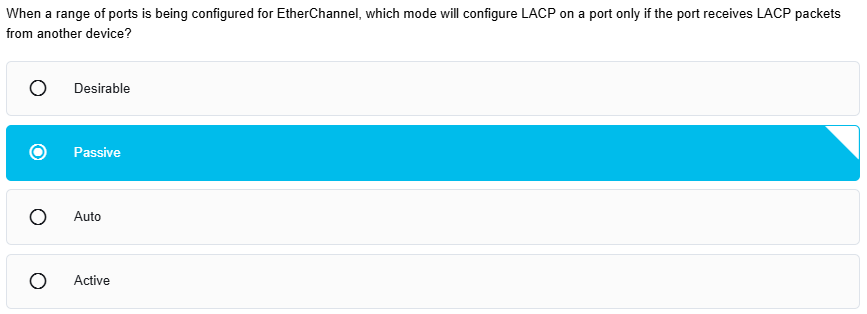 When a range of ports is being configured for EtherChannel, which mode will configure LACP on a port only if the port receives LACP packets
from another device?
Desirable
Passive
Auto
Active